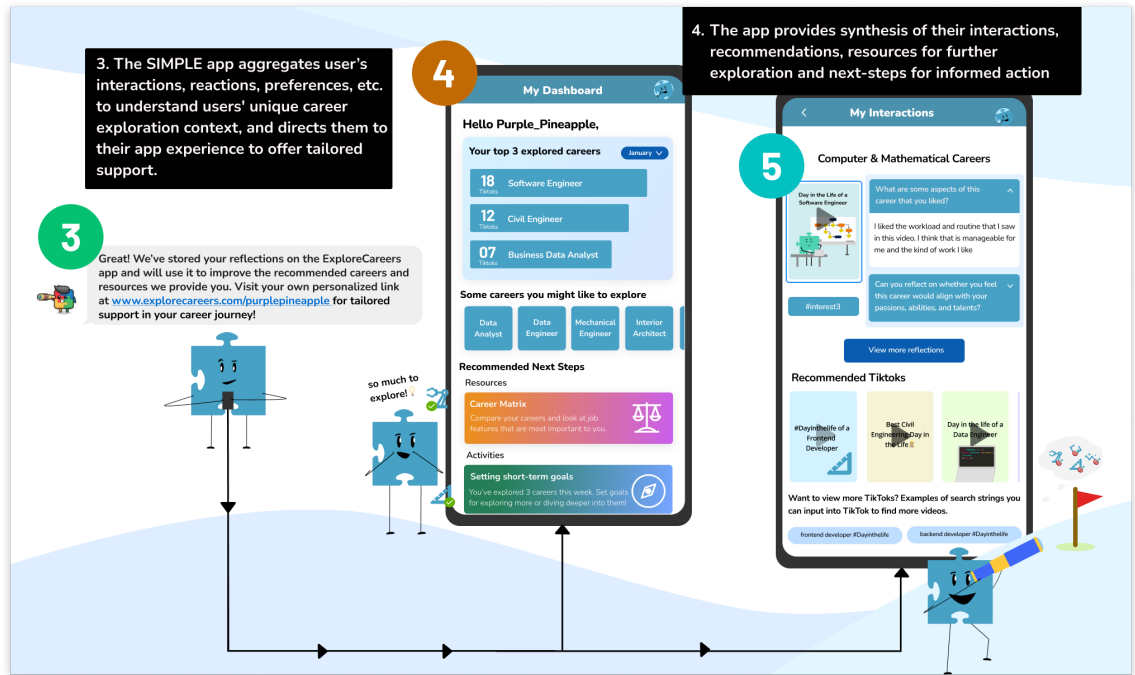 3. The SIMPLE app aggregates user's
interactions, reactions, preferences, etc.
to understand users' unique career
exploration context, and directs them to
their app experience to offer tailored
support.
3
Great! We've stored your reflections on the ExploreCareers
app and will use it to improve the recommended careers and
resources we provide you. Visit your own personalized link
at www.explorecareers.com/purplepineapple for tailored
support in your career journey!
so much to
explore!
4
My Dashboard
Hello Purple_Pineapple,
Your top 3 explored careers
January
18
Tiktoks
Software Engineer
12
Tiktoks
Civil Engineer
07
Tiktoks
Business Data Analyst
Some careers you might like to explore
Data
Analyst
Data
Engineer
Mechanical
Engineer
Interior
Architect
Recommended Next Steps
Resources
Career Matrix
Compare your careers and look at job
features that are most important to you.
Activities
Setting short-term goals
You've explored 3 careers this week. Set goals
for exploring more or diving deeper into them!
4. The app provides synthesis of their interactions,
recommendations, resources for further
exploration and next-steps for informed action
5
My Interactions
Computer & Mathematical Careers
Day in the Life of a
Software Engineer
#interest3
What are some aspects of this
career that you liked?
I liked the workload and routine that I saw
in this video. I think that is manageable for
me and the kind of work I like
Can you reflect on whether you feel
this career would align with your
passions, abilities, and talents?
View more reflections
Recommended Tiktoks
#Dayinthelife of a
Frontend
Developer
Best Civil
Engineering Day in
the Life
Day in the life of a
Data Engineer
Want to view more TikToks? Examples of search strings you
can input into TikTok to find more videos.
frontend developer #Dayinthelife
backend developer #Dayinthelife